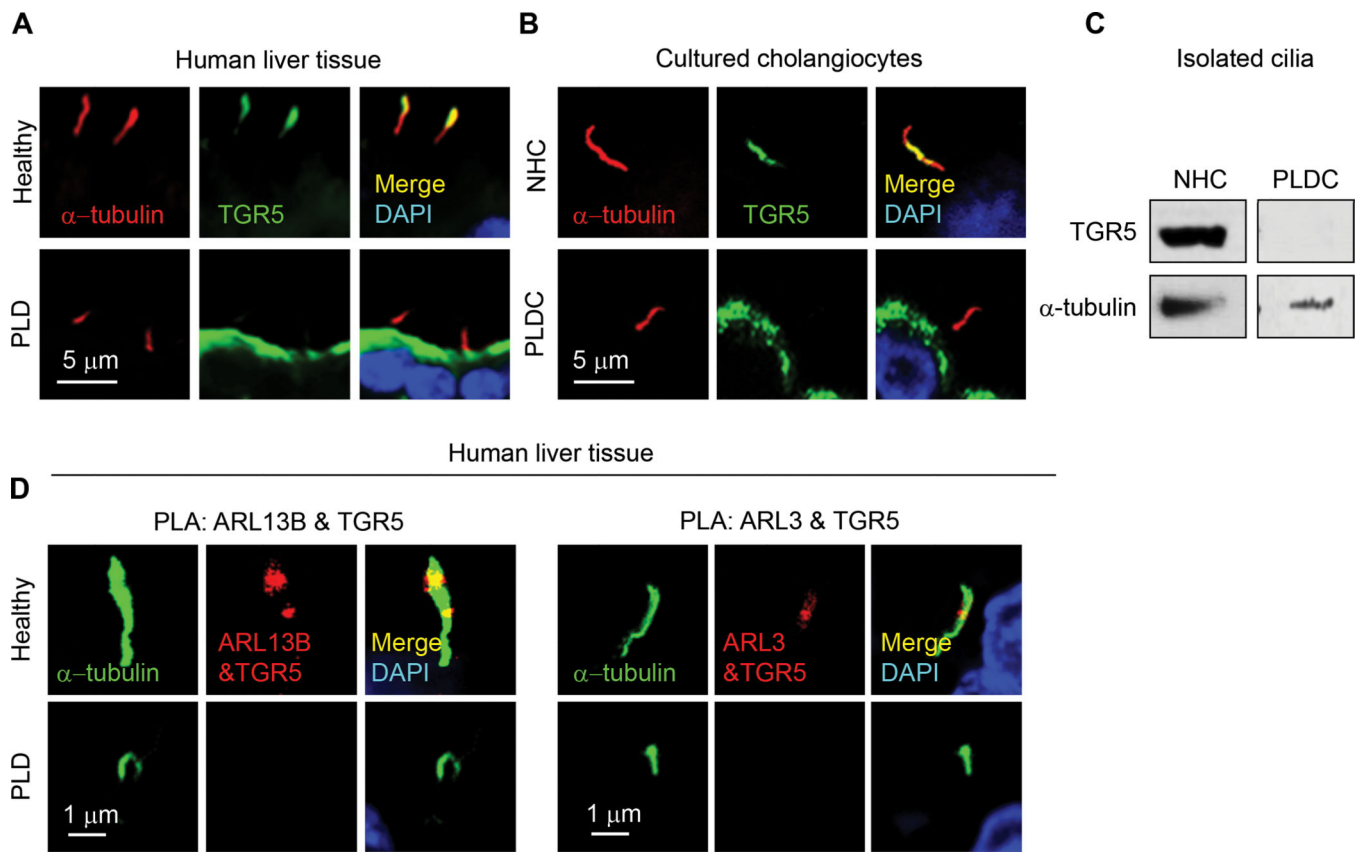 A
Human liver tissue
Healthy
α–tubulin
TGR5
Merge
DAPI
PLD
5 μm
B
Cultured cholangiocytes
NHC
α–tubulin
TGR5
Merge
DAPI
PLDC
5 μm
C
Isolated cilia
NHC PLDC
TGR5
α-tubulin
Human liver tissue
D
PLA: ARL13B & TGR5
Healthy
α–tubulin
ARL13B
&TGR5
Merge
DAPI
PLD
1 μm
PLA: ARL3 & TGR5
α–tubulin
ARL3
&TGR5
Merge
DAPI
1 μm